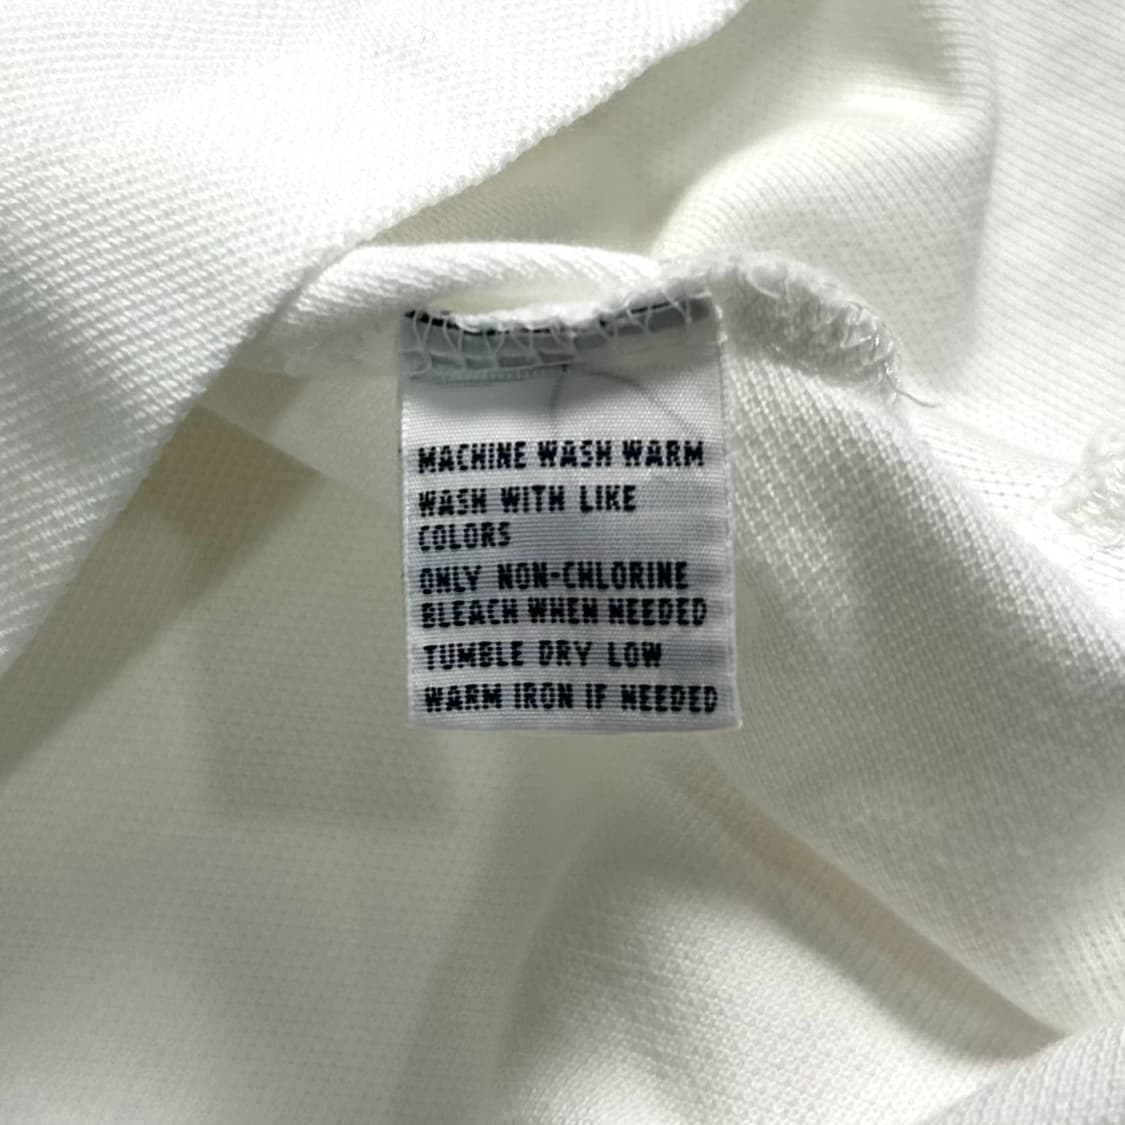 MACHINE WASH WARM
WASH WITH LIKE
COLORS
ONLY NON-CHLORINE
BLEACH WHEN NEEDED
TUMBLE DRY LOW
WARM IRON IF NEEDED